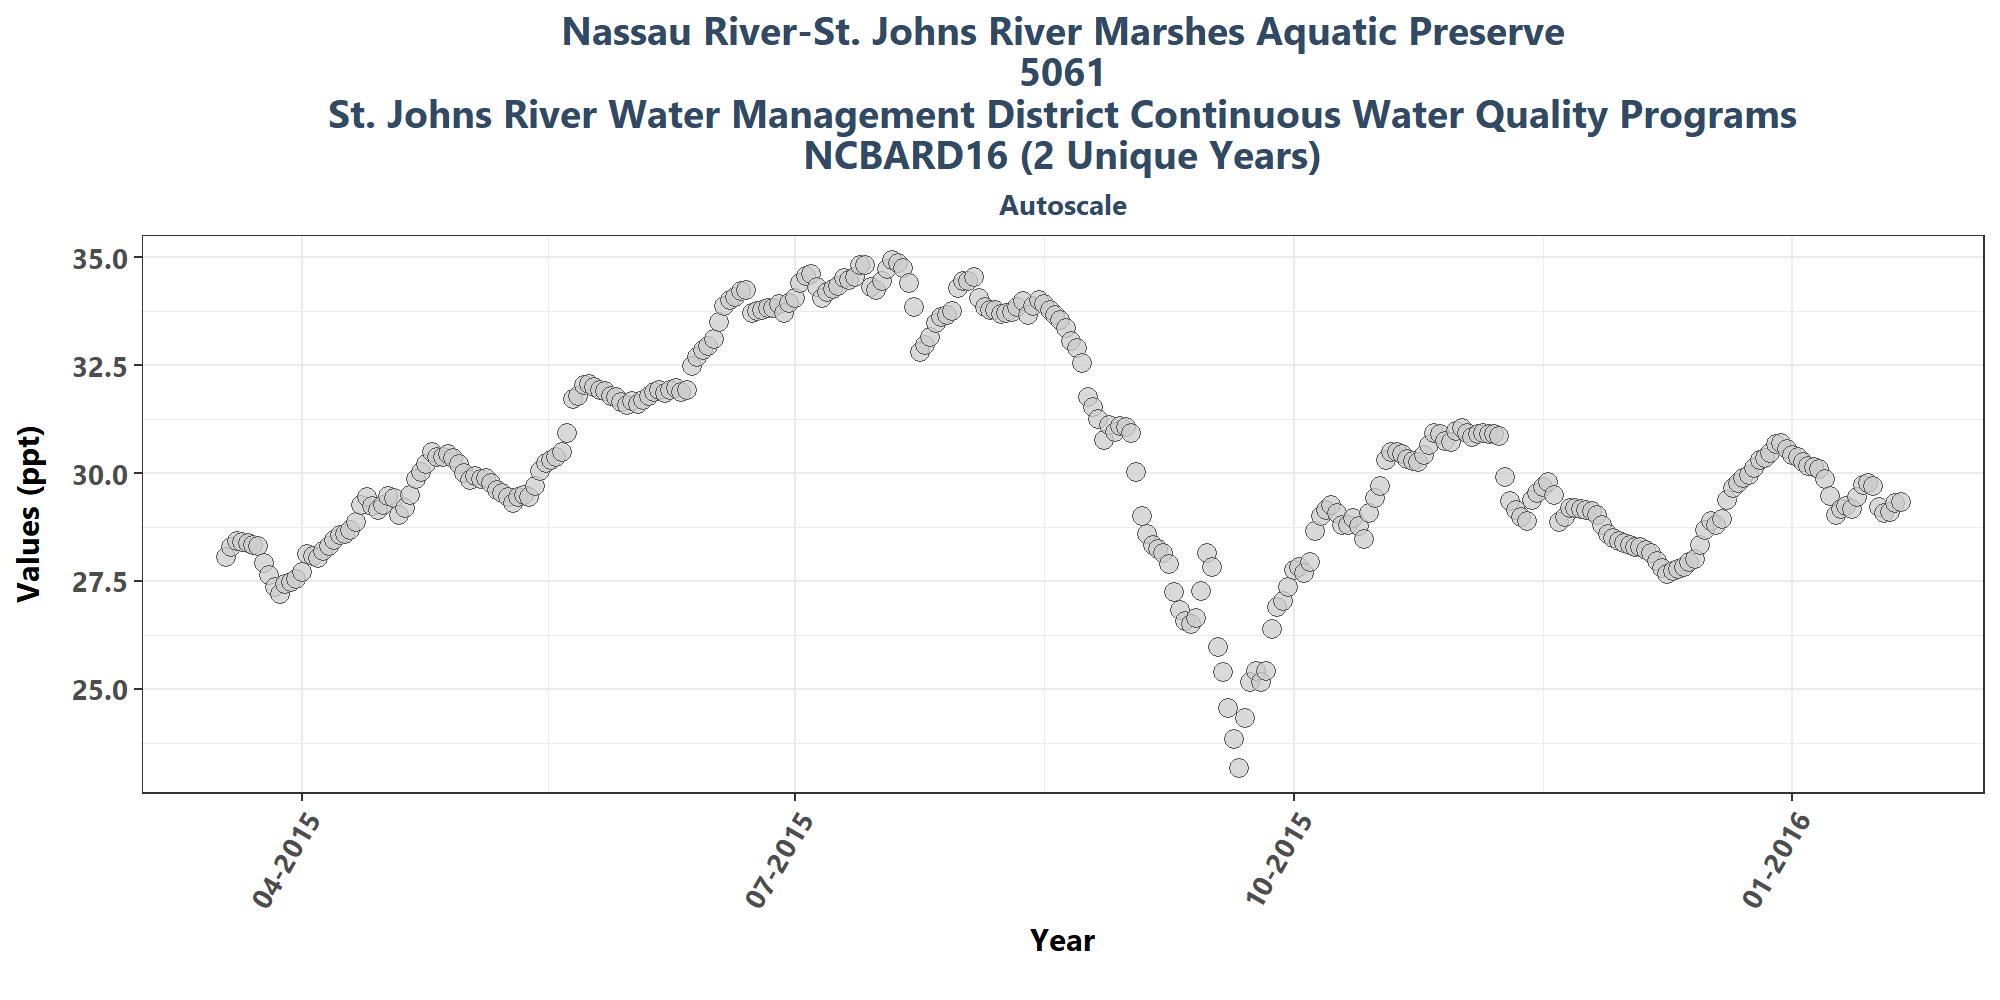 Nassau River-St. Johns River Marshes Aquatic Preserve
5061
St. Johns River Water Management District Continuous Water Quality Programs
NCBARD16 (2 Unique Years)
Autoscale
35.0
32.5
30.0
27.5
25.0
Values (ppt)
04-2015
07-2015
10-2015
01-2016
Year